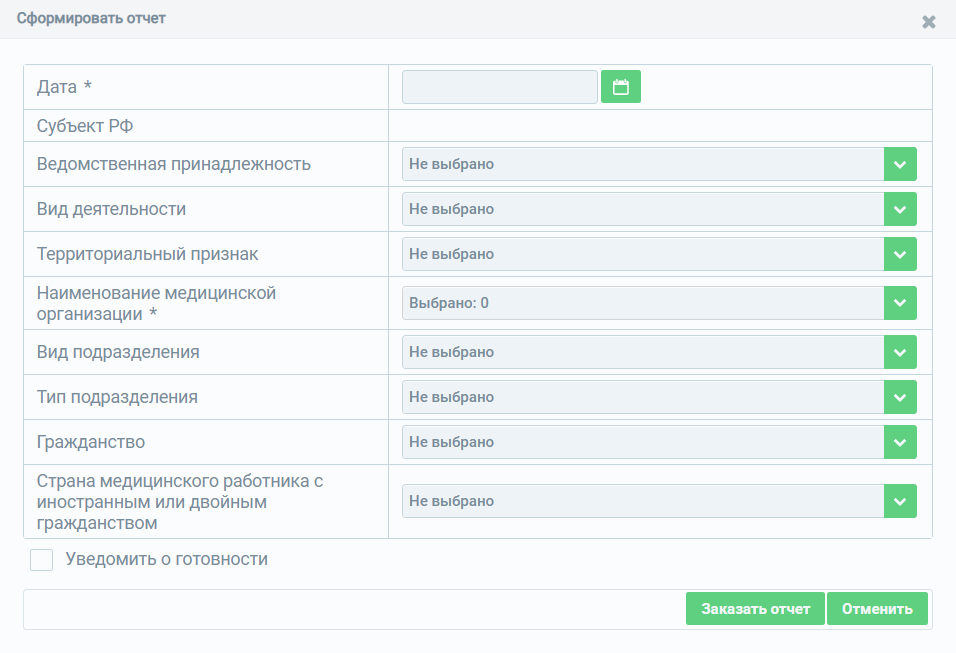 Сформировать отчет
Дата *
Субъект РФ
Ведомственная принадлежность
Не выбрано
Вид деятельности
Не выбрано
Территориальный признак
Не выбрано
Наименование медицинской
организации *
Выбрано: 0
Вид подразделения
Не выбрано
Тип подразделения
Не выбрано
Гражданство
Не выбрано
Страна медицинского работника с
иностранным или двойным
гражданством
Не выбрано
Уведомить о готовности
Заказать отчет
Отменить